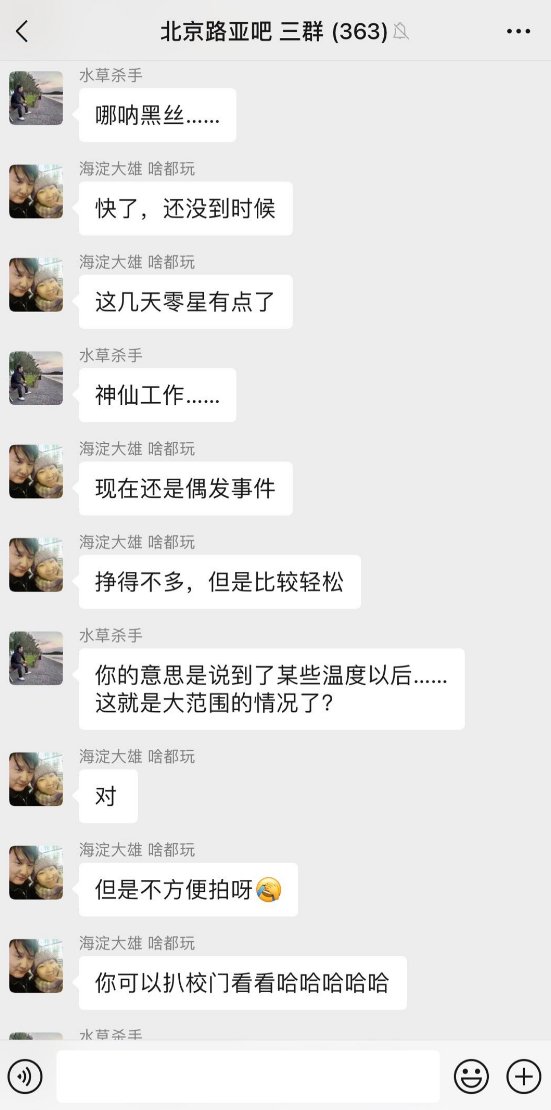 北京路亚吧 三群 (363)
水草杀手
哪呐黑丝……
海淀大雄 啥都玩
快了，还没到时候
海淀大雄 啥都玩
这几天零星有点了
水草杀手
神仙工作……
海淀大雄 啥都玩
现在还是偶发事件
海淀大雄 啥都玩
挣得不多，但是比较轻松
水草杀手
你的意思是说到了某些温度以后……
这就是大范围的情况了？
海淀大雄 啥都玩
对
海淀大雄 啥都玩
但是不方便拍呀🤣
海淀大雄 啥都玩
你可以扒校门看看哈哈哈哈哈
水草杀手